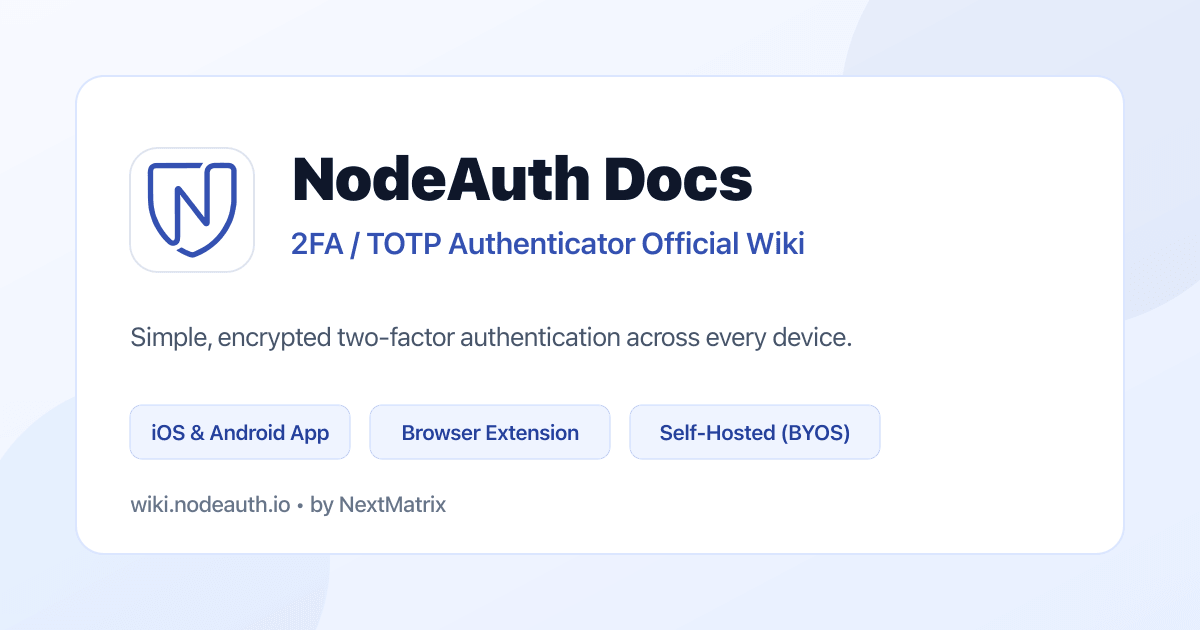 NodeAuth Docs
2FA / TOTP Authenticator Official Wiki
Simple, encrypted two-factor authentication across every device.
iOS & Android App
Browser Extension
Self-Hosted (BYOS)
wiki.nodeauth.io • by NextMatrix